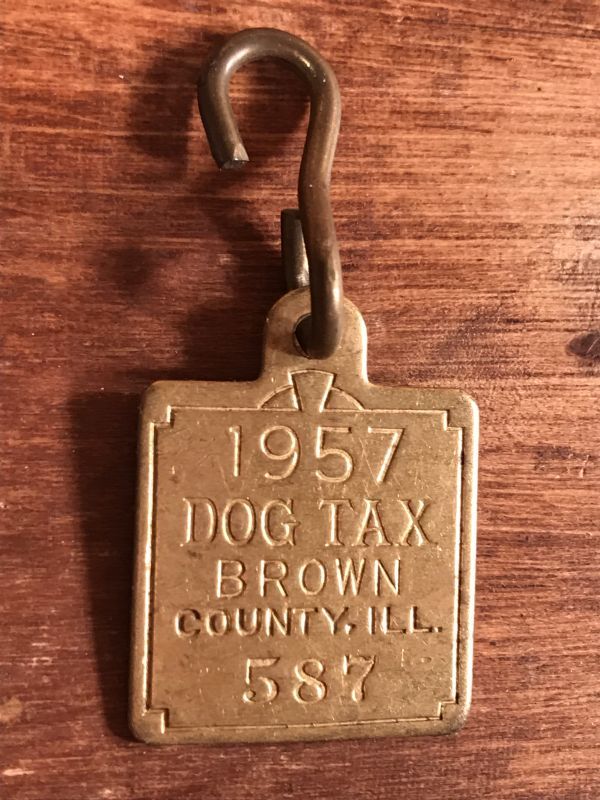 1957
DOG TAX
BROWN
COUNTY, ILL.
587